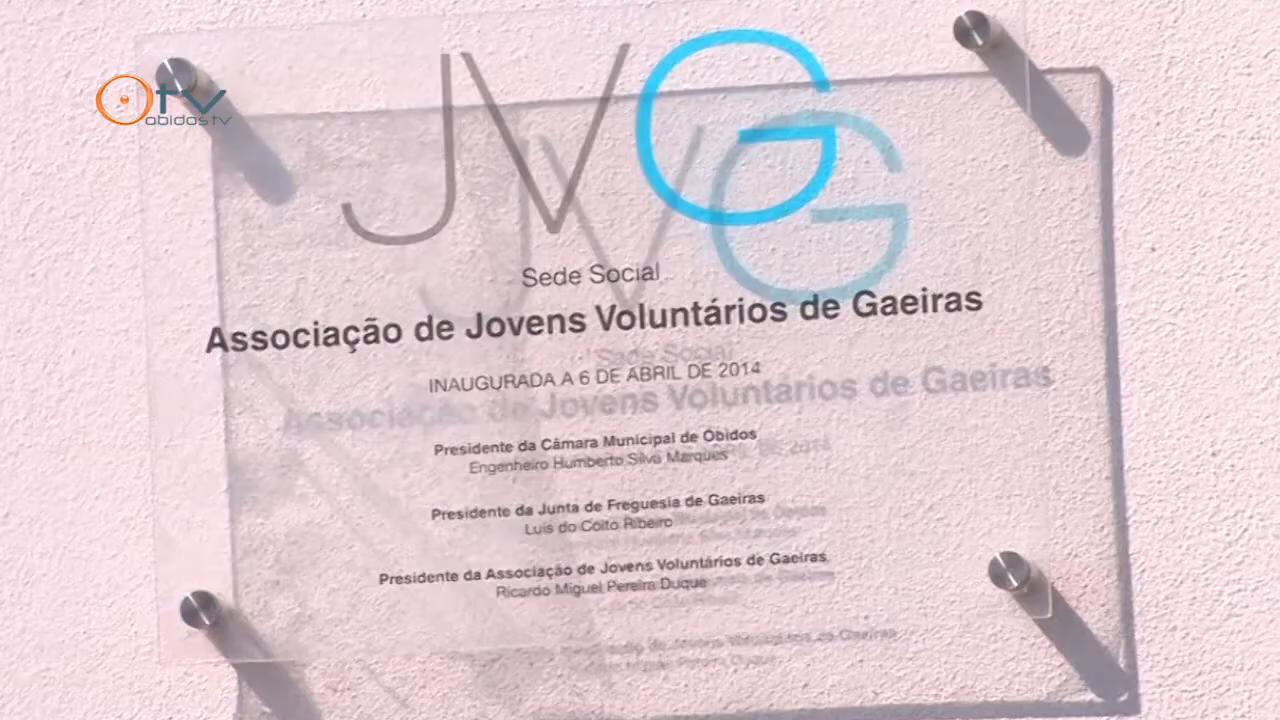 tv
obidos tv
JVG
Sede Social
Associação de Jovens Voluntários de Gaeiras
INAUGURADA A 6 DE ABRIL DE 2014
Presidente da Câmara Municipal de Óbidos
Engenheiro Humberto Silva Marques
Presidente da Junta de Freguesia de Gaeiras
Luis do Coito Ribeiro
Presidente da Associação de Jovens Voluntários de Gaeiras
Ricardo Miguel Pereira Duque